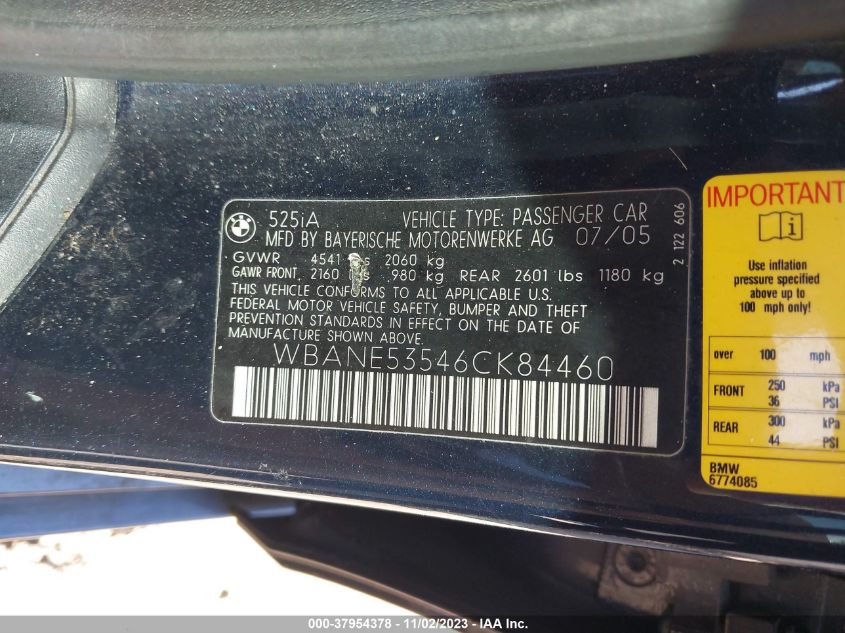 BMW
525iA VEHICLE TYPE: PASSENGER CAR
MFD BY BAYERISCHE MOTORENWERKE AG 07/05
GVWR 4541 lbs 2060 kg
GAWR FRONT, 2160 lbs 980 kg REAR 2601 lbs 1180 kg
THIS VEHICLE CONFORMS TO ALL APPLICABLE U.S.
FEDERAL MOTOR VEHICLE SAFETY, BUMPER AND THEFT
PREVENTION STANDARDS IN EFFECT ON THE DATE OF
MANUFACTURE SHOWN ABOVE.
WBANE53546CK84460
2 122 606
IMPORTANT
i
Use inflation
pressure specified
above up to
100 mph only!
over 100 mph
FRONT 250 kPa
36 PSI
REAR 300 kPa
44 PSI
BMW
6774085
000-37954378 - 11/02/2023 - IAA Inc.